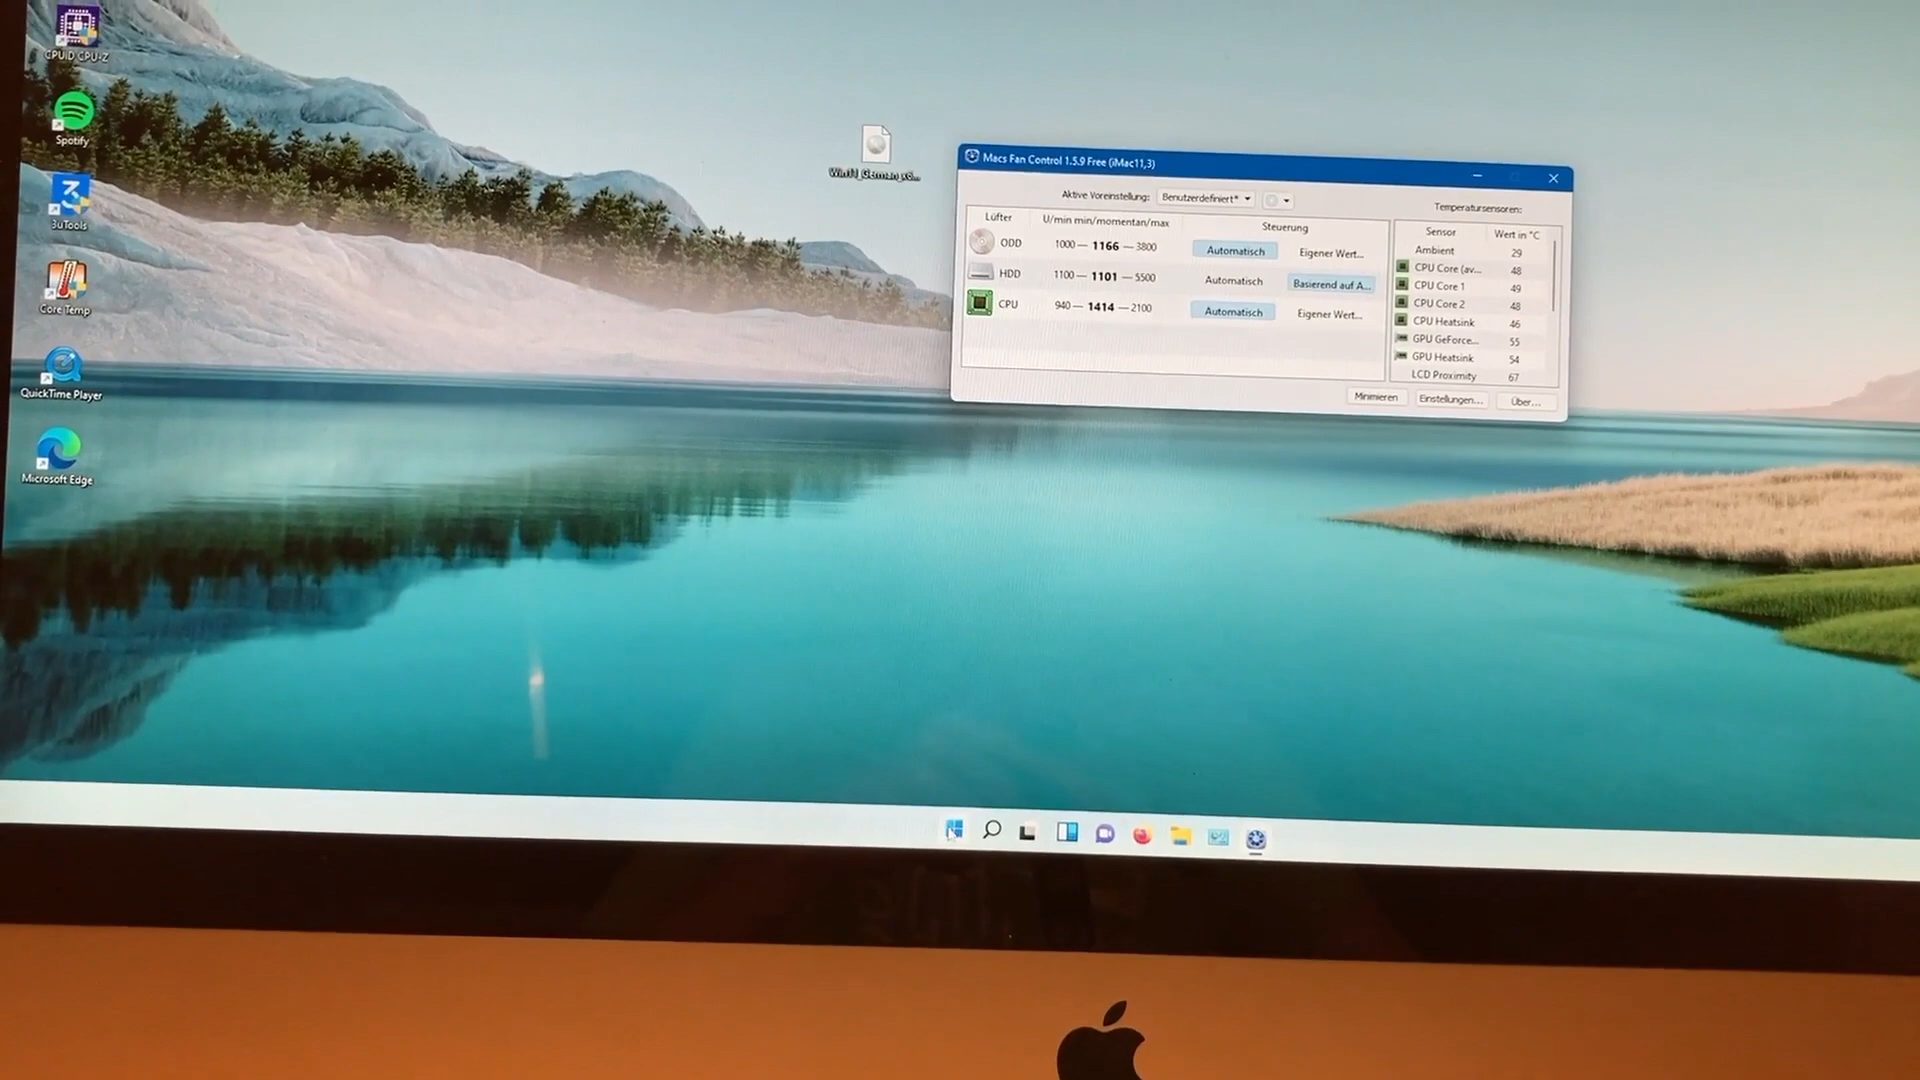 CPUID CPU-Z
Spotify
3uTools
Core Temp
QuickTime Player
Microsoft Edge
Win11_German_x6...
Macs Fan Control 1.5.9 Free (iMac11,3)
Aktive Voreinstellung: Benutzerdefiniert*
Lüfter U/min min/momentan/max Steuerung
ODD 1000 — 1166 — 3800 Automatisch Eigener Wert...
HDD 1100 — 1101 — 5500 Automatisch Basierend auf A...
CPU 940 — 1414 — 2100 Automatisch Eigener Wert...
Temperatursensoren:
Sensor Wert in °C
Ambient 29
CPU Core (av... 48
CPU Core 1 49
CPU Core 2 48
CPU Heatsink 46
GPU GeForce... 55
GPU Heatsink 54
LCD Proximity 67
Minimieren Einstellungen... Über...